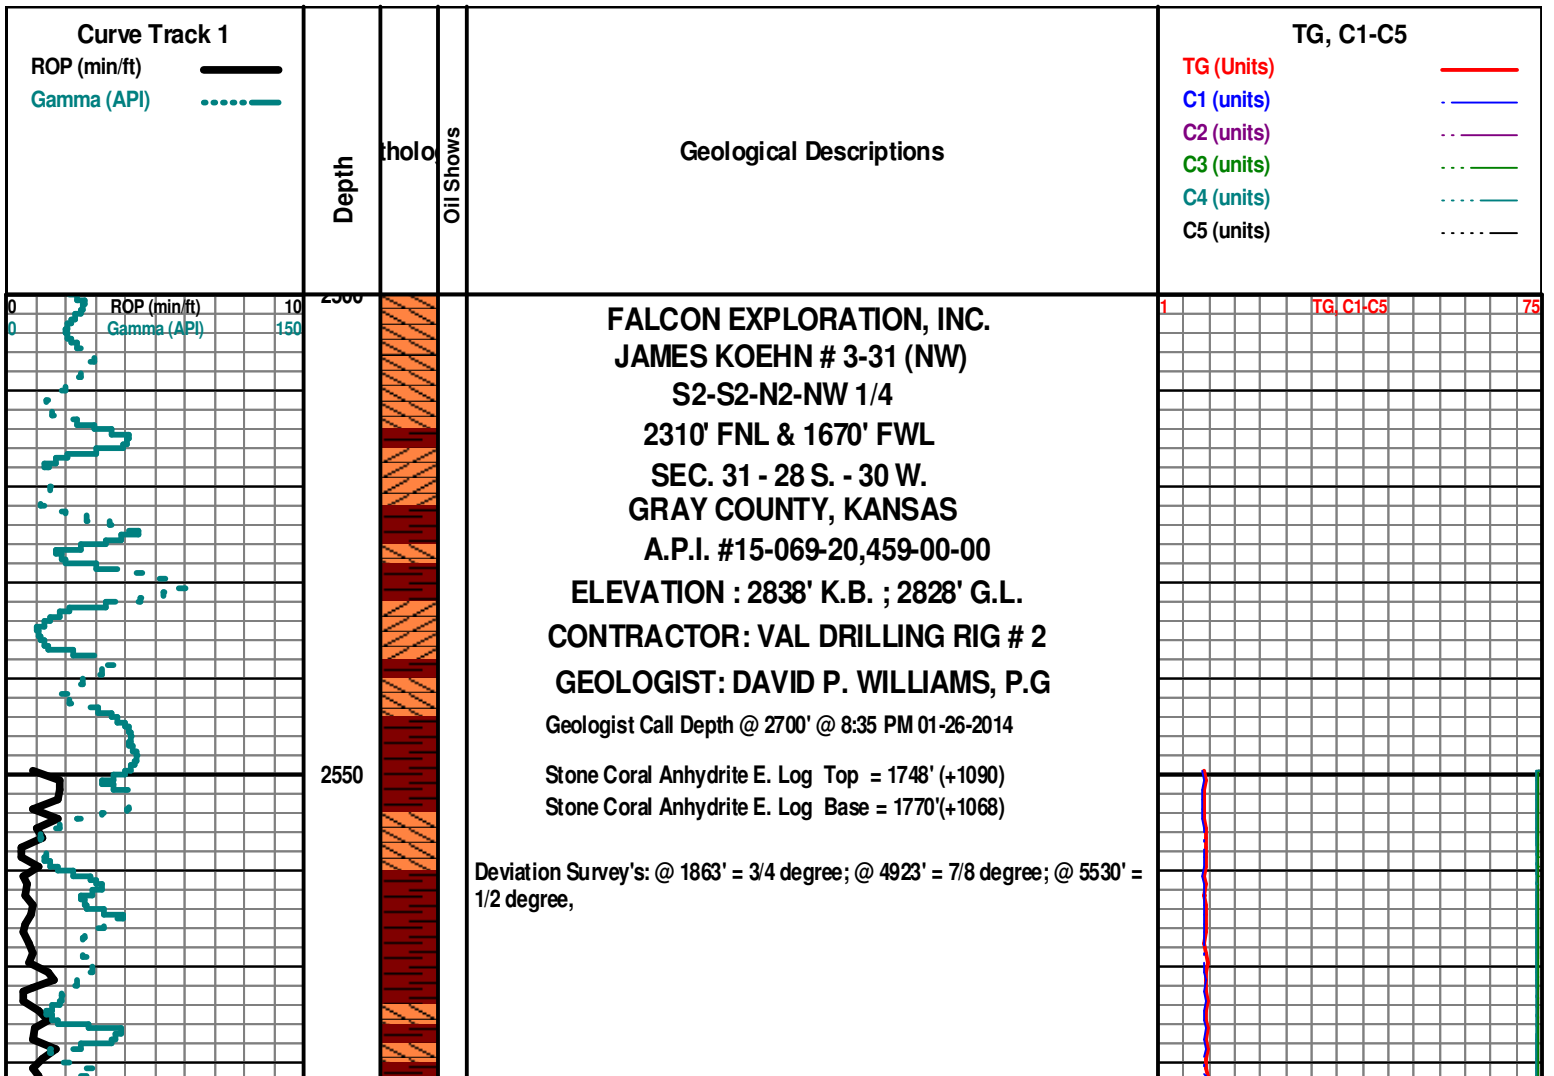 Curve Track 1
ROP (min/ft)
Gamma (API)
Depth
tholo
Oil Shows
Geological Descriptions
TG, C1-C5
TG (Units)
C1 (units)
C2 (units)
C3 (units)
C4 (units)
C5 (units)
0 ROP (min/ft) 10
0 Gamma (API) 150
2500
1 TG, C1-C5 75
FALCON EXPLORATION, INC.
JAMES KOEHN # 3-31 (NW)
S2-S2-N2-NW 1/4
2310' FNL & 1670' FWL
SEC. 31 - 28 S. - 30 W.
GRAY COUNTY, KANSAS
A.P.I. #15-069-20,459-00-00
ELEVATION : 2838' K.B. ; 2828' G.L.
CONTRACTOR: VAL DRILLING RIG # 2
GEOLOGIST: DAVID P. WILLIAMS, P.G
Geologist Call Depth @ 2700' @ 8:35 PM 01-26-2014
2550
Stone Coral Anhydrite E. Log Top = 1748' (+1090)
Stone Coral Anhydrite E. Log Base = 1770'(+1068)
Deviation Survey's: @ 1863' = 3/4 degree; @ 4923' = 7/8 degree; @ 5530' =
1/2 degree,